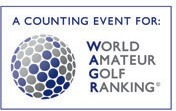 A COUNTING EVENT FOR:
WORLD
AMATEUR
GOLF
RANKING®
W A G R